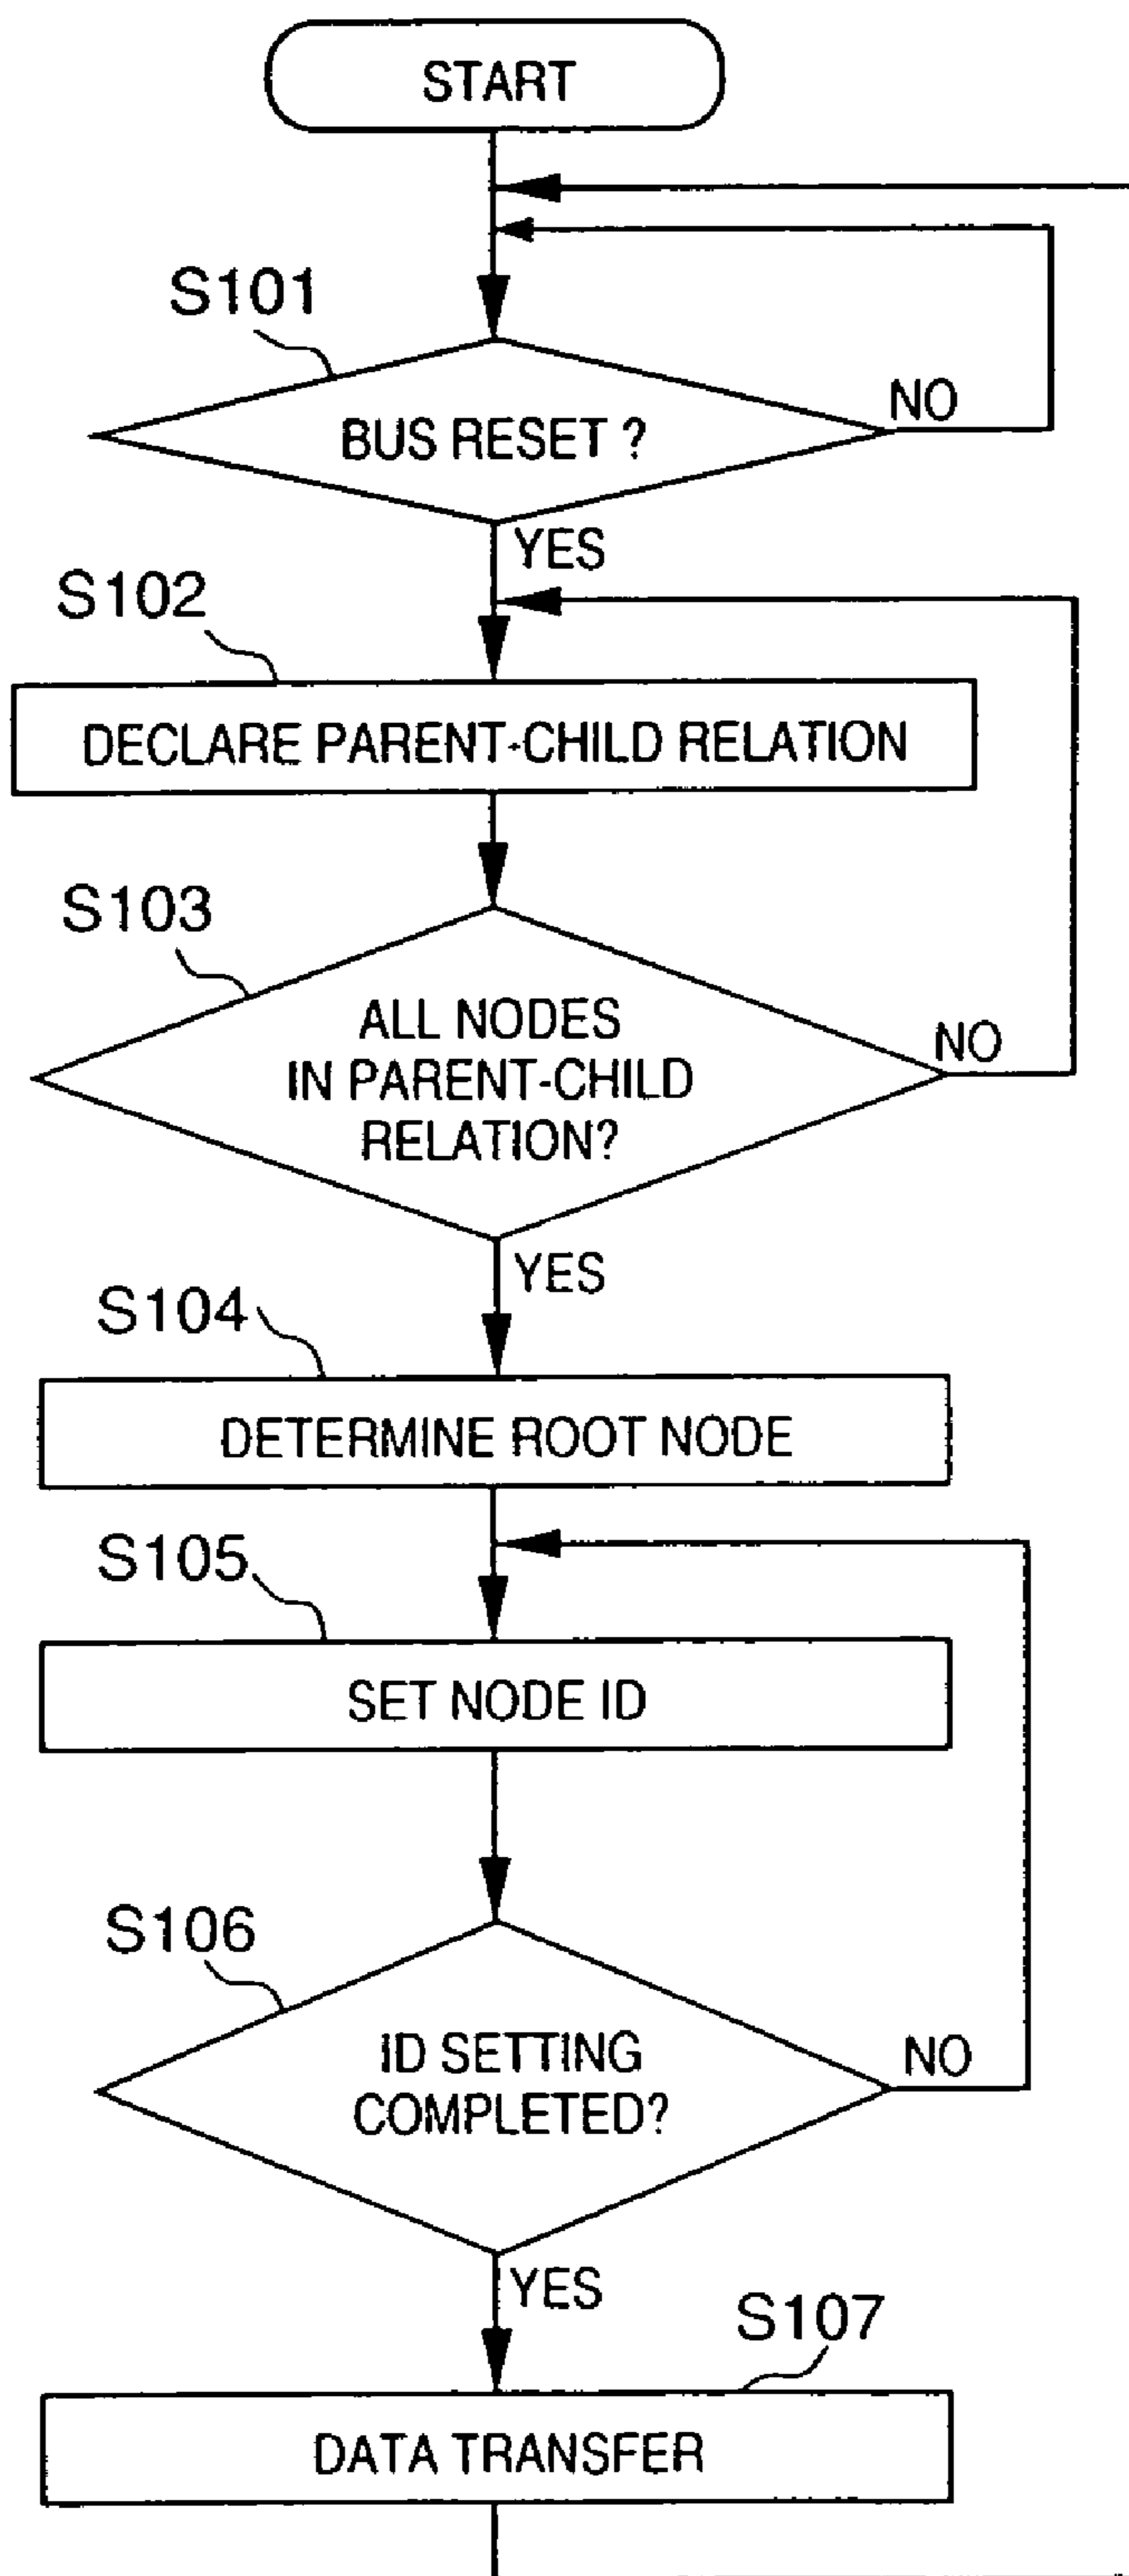 START
S101
BUS RESET ?
NO
YES
S102
DECLARE PARENT-CHILD RELATION
S103
ALL NODES
IN PARENT-CHILD
RELATION?
NO
YES
S104
DETERMINE ROOT NODE
S105
SET NODE ID
S106
ID SETTING
COMPLETED?
NO
YES
S107
DATA TRANSFER